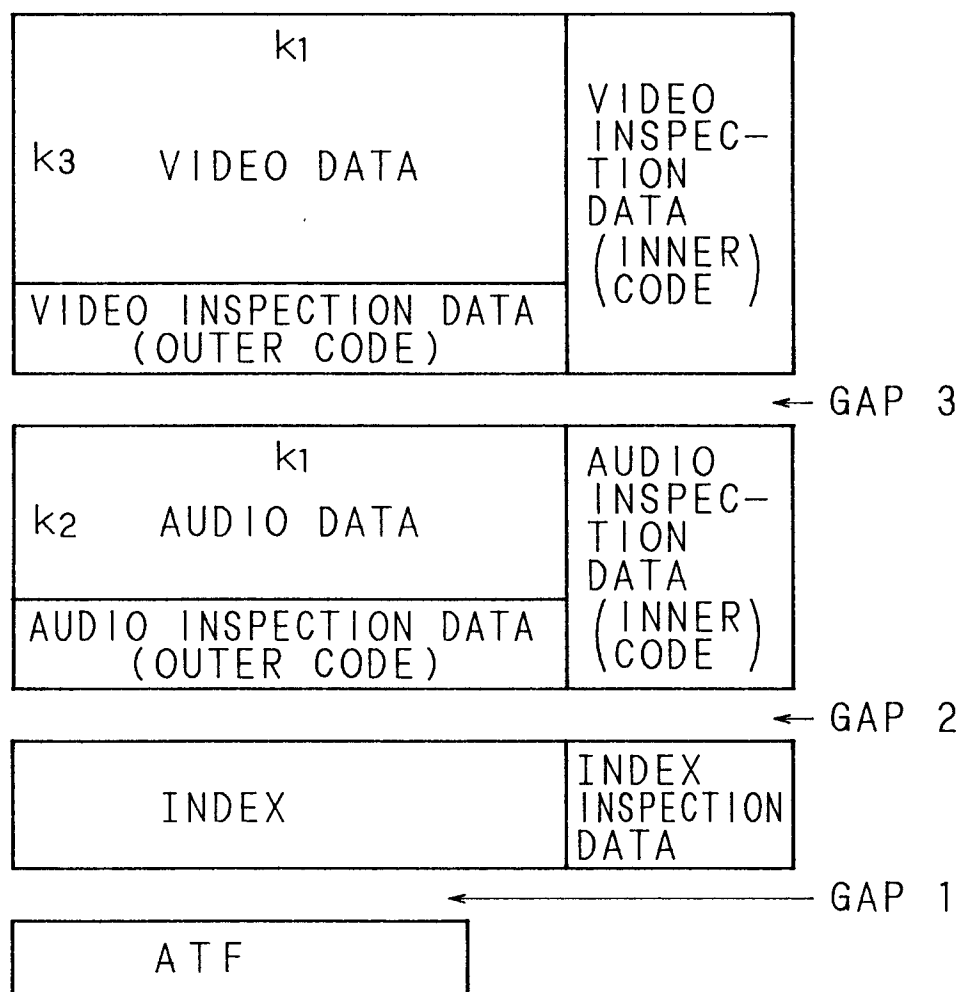 k1
k3 VIDEO DATA
VIDEO INSPECTION DATA
(OUTER CODE)
VIDEO
INSPEC-
TION
DATA
(INNER
CODE)
← GAP 3
k1
k2 AUDIO DATA
AUDIO INSPECTION DATA
(OUTER CODE)
AUDIO
INSPEC-
TION
DATA
(INNER
CODE)
← GAP 2
INDEX
INDEX
INSPECTION
DATA
← GAP 1
ATF